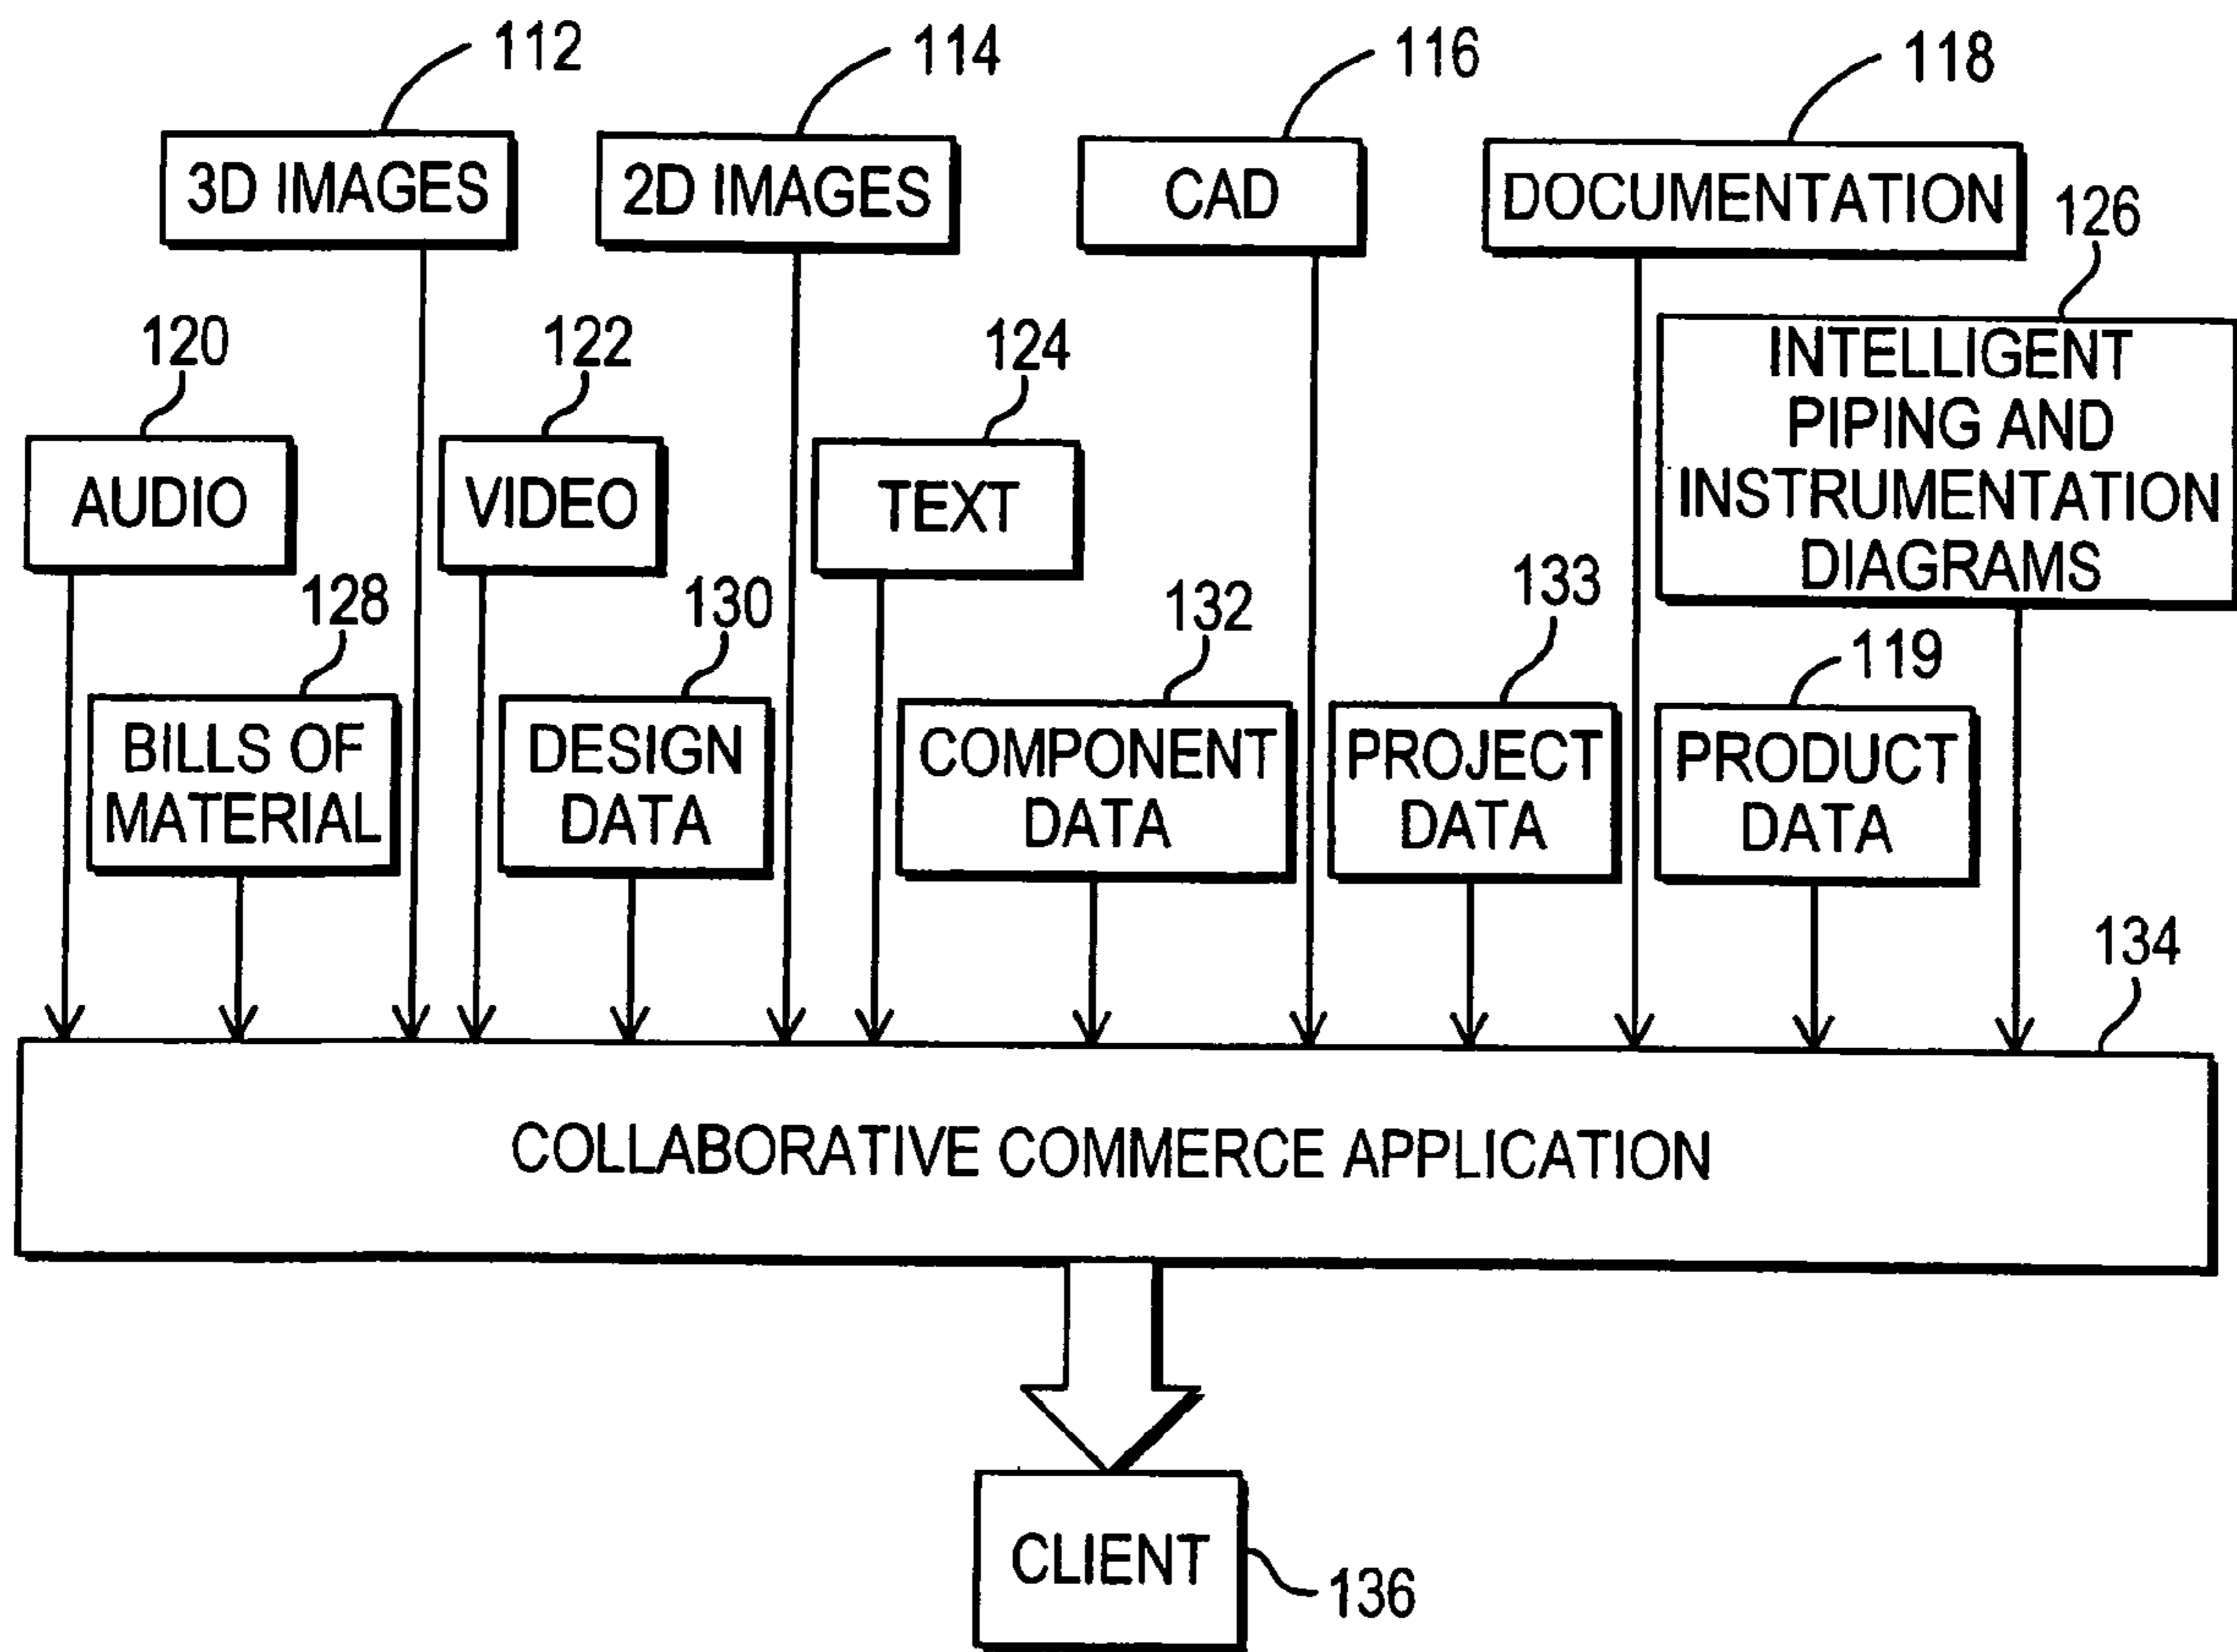 112
114
116
118
3D IMAGES
2D IMAGES
CAD
DOCUMENTATION
126
120
122
124
INTELLIGENT
PIPING AND
INSTRUMENTATION
DIAGRAMS
AUDIO
VIDEO
TEXT
128
130
132
133
119
BILLS OF
MATERIAL
DESIGN
DATA
COMPONENT
DATA
PROJECT
DATA
PRODUCT
DATA
134
COLLABORATIVE COMMERCE APPLICATION
CLIENT
136